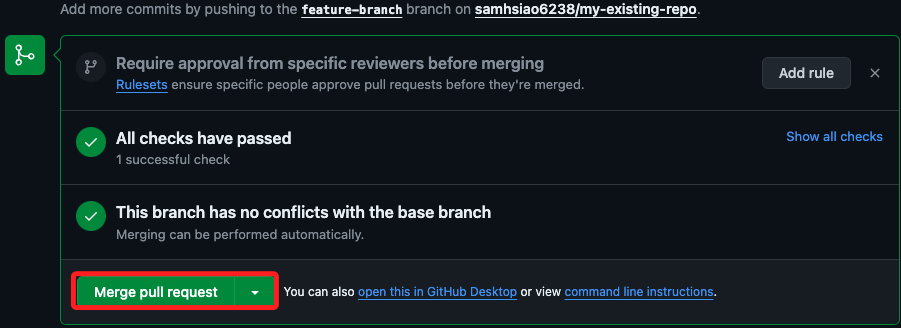 Add more commits by pushing to the feature-branch branch on samhsiao6238/my-existing-repo.
Require approval from specific reviewers before merging
Rulesets ensure specific people approve pull requests before they're merged.
Add rule
All checks have passed
1 successful check
Show all checks
This branch has no conflicts with the base branch
Merging can be performed automatically.
Merge pull request
You can also open this in GitHub Desktop or view command line instructions.